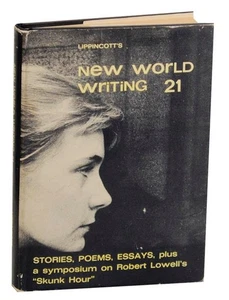 LIPPINCOTT'S
new world
writing 21
STORIES, POEMS, ESSAYS, plus
a symposium on Robert Lowell's
"Skunk Hour"